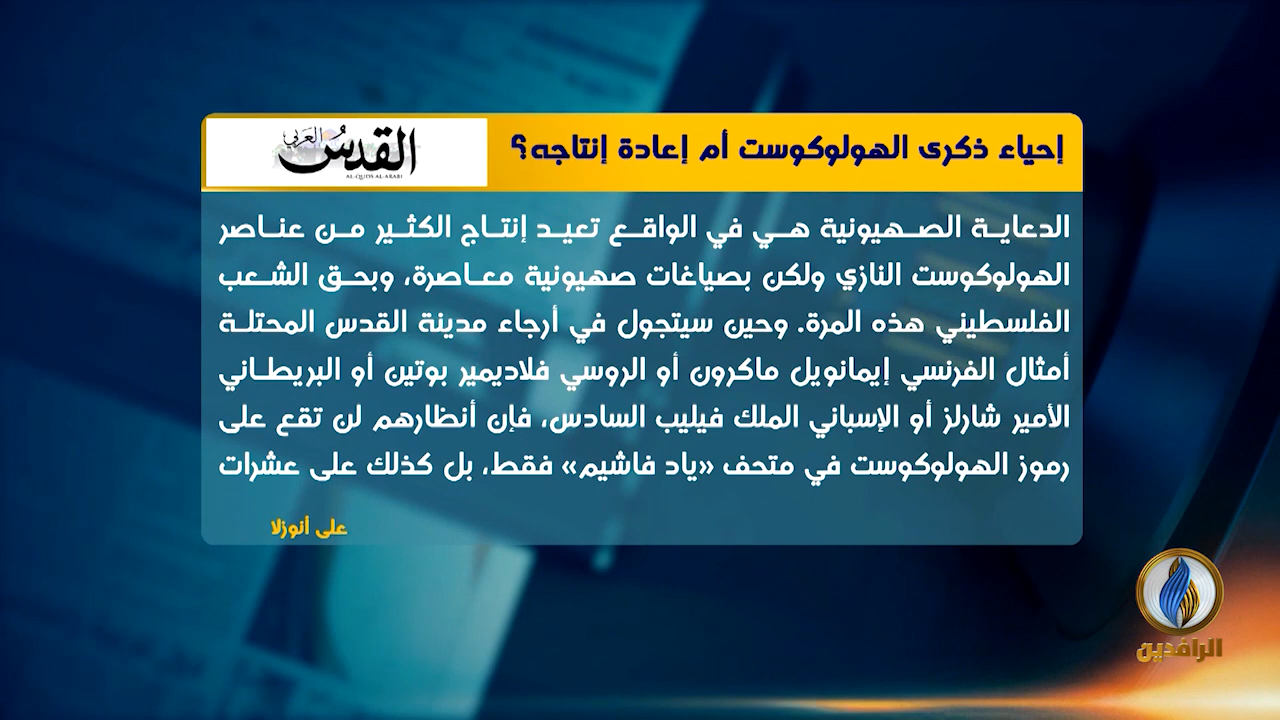 إحياء ذكرى الهولوكوست أم إعادة إنتاجه؟
القدس العربي
AL-QUDS AL-ARABI
الدعاية الصهيونية هي في الواقع تعيد إنتاج الكثير من عناصر
الهولوكوست النازي ولكن بصياغات صهيونية معاصرة، وبحق الشعب
الفلسطيني هذه المرة. وحين سيتجول في أرجاء مدينة القدس المحتلة
أمثال الفرنسي إيمانويل ماكرون أو الروسي فلاديمير بوتين أو البريطاني
الأمير شارلز أو الإسباني الملك فيليب السادس، فإن أنظارهم لن تقع على
رموز الهولوكوست في متحف «ياد فاشيم» فقط، بل كذلك على عشرات
على أنوزلا
الرافدين